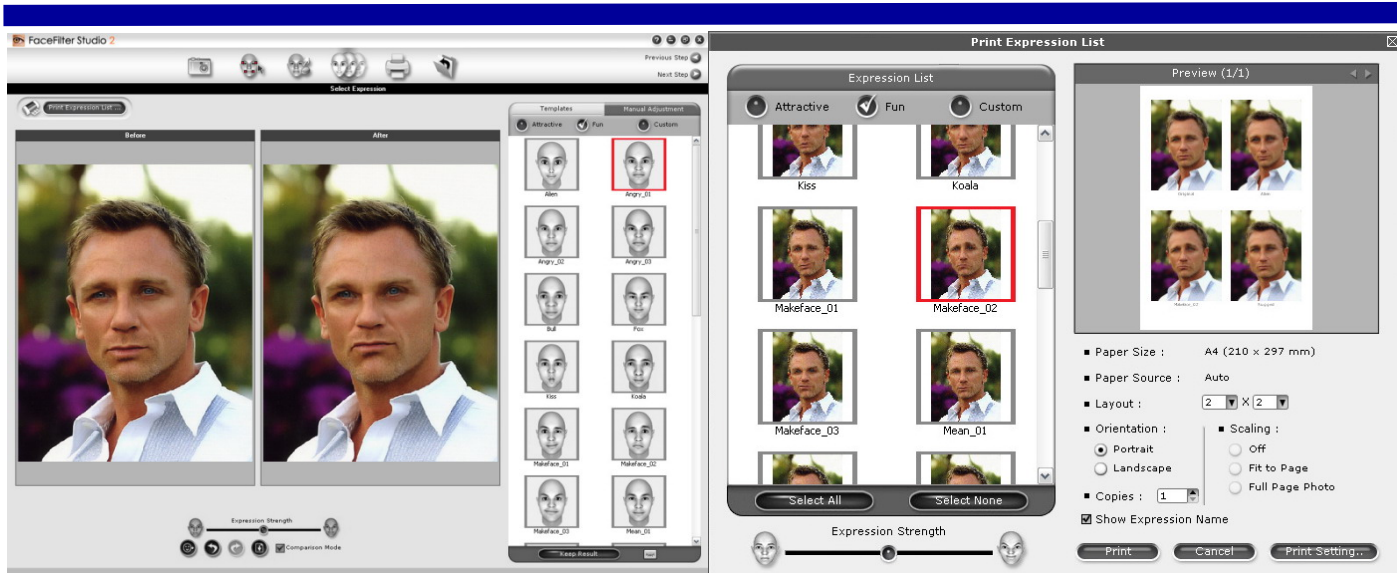 FaceFilter Studio 2
Previous Step
Next Step
Select Expression
Print Expression List ...
Before
After
Templates
Manual Adjustment
Attractive
Fun
Custom
Alien
Angry_01
Angry_02
Angry_03
Bull
Fox
Kiss
Koala
Makeface_01
Makeface_02
Makeface_03
Mean_01
Expression Strength
Comparison Mode
Keep Result
Print Expression List
Expression List
Attractive
Fun
Custom
Kiss
Koala
Makeface_01
Makeface_02
Makeface_03
Mean_01
Select All
Select None
Expression Strength
Preview (1/1)
Original
Alien
Makeface_02
Paper Size : A4 (210 x 297 mm)
Paper Source : Auto
Layout : 2 X 2
Orientation :
Portrait
Landscape
Scaling :
Off
Fit to Page
Full Page Photo
Copies : 1
Show Expression Name
Print
Cancel
Print Setting..